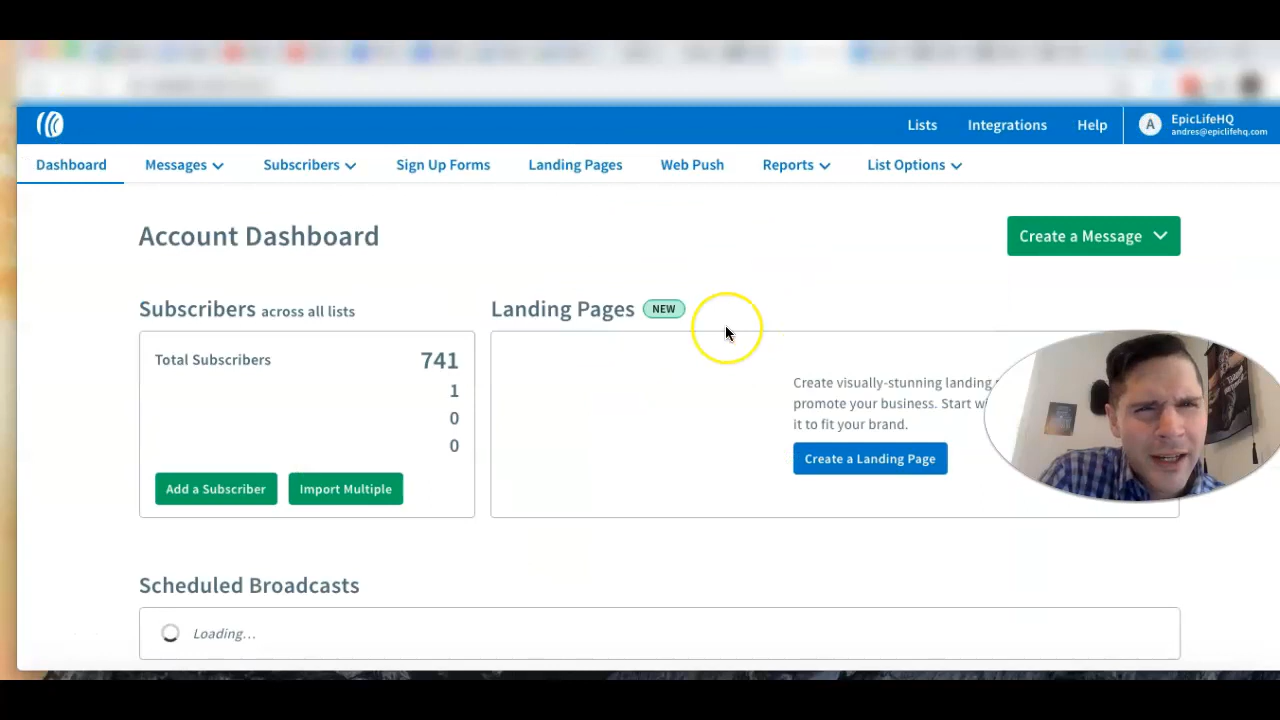 Lists Integrations Help A EpicLifeHQ
andres@epiclifehq.com
Dashboard Messages Subscribers Sign Up Forms Landing Pages Web Push Reports List Options
Account Dashboard
Create a Message
Subscribers across all lists
Total Subscribers 741
1
0
0
Add a Subscriber Import Multiple
Landing Pages NEW
Create visually-stunning landing
promote your business. Start
it to fit your brand.
Create a Landing Page
Scheduled Broadcasts
Loading...